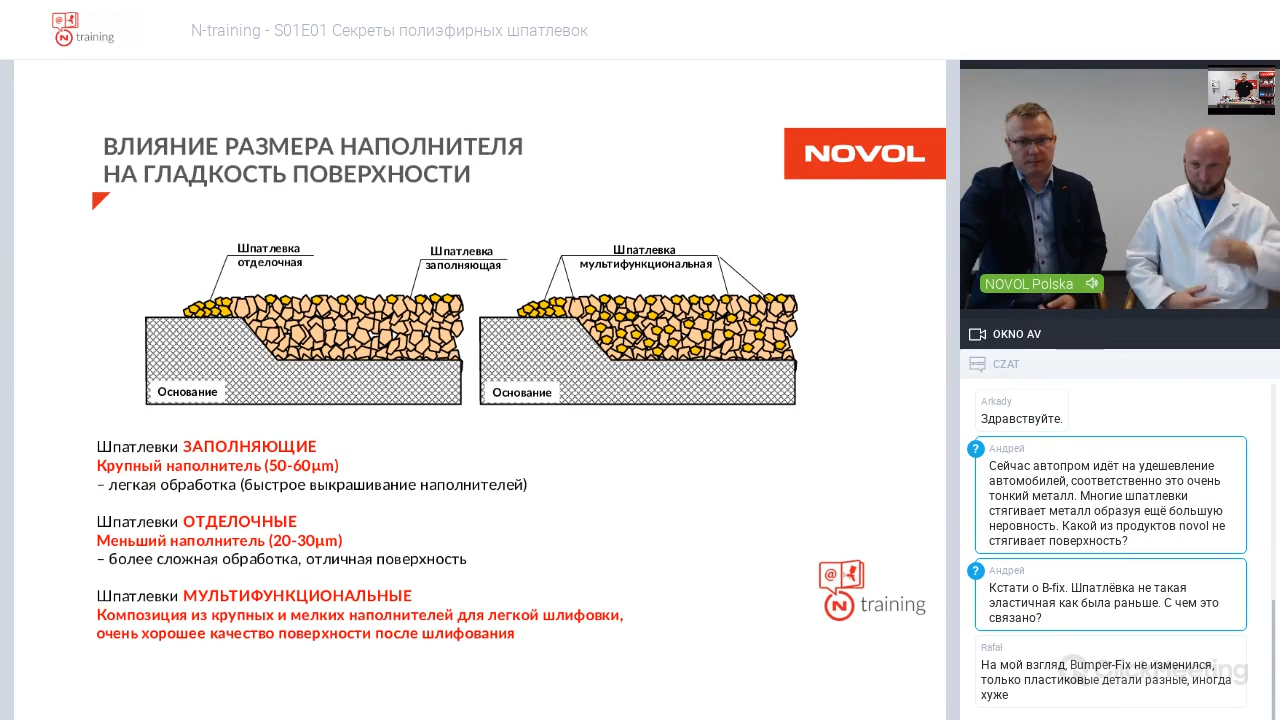 @
N training
N-training - S01E01 Секреты полиэфирных шпатлевок
ВЛИЯНИЕ РАЗМЕРА НАПОЛНИТЕЛЯ
НА ГЛАДКОСТЬ ПОВЕРХНОСТИ
NOVOL
Шпатлевка
отделочная
Шпатлевка
заполняющая
Шпатлевка
мультифункциональная
Основание
Основание
Шпатлевки ЗАПОЛНЯЮЩИЕ
Крупный наполнитель (50-60µm)
– легкая обработка (быстрое выкрашивание наполнителей)
Шпатлевки ОТДЕЛОЧНЫЕ
Меньший наполнитель (20-30µm)
– более сложная обработка, отличная поверхность
Шпатлевки МУЛЬТИФУНКЦИОНАЛЬНЫЕ
Композиция из крупных и мелких наполнителей для легкой шлифовки,
очень хорошее качество поверхности после шлифования
@
N training
NOVOL Polska
OKNO AV
CZAT
Arkady
Здравствуйте.
?
Андрей
Сейчас автопром идёт на удешевление
автомобилей, соответственно это очень
тонкий металл. Многие шпатлевки
стягивает металл образуя ещё большую
неровность. Какой из продуктов novol не
стягивает поверхность?
?
Андрей
Кстати о B-fix. Шпатлёвка не такая
эластичная как была раньше. С чем это
связано?
Rafał
На мой взгляд, Bumper-Fix не изменился,
только пластиковые детали разные, иногда
хуже
ClickMeeting